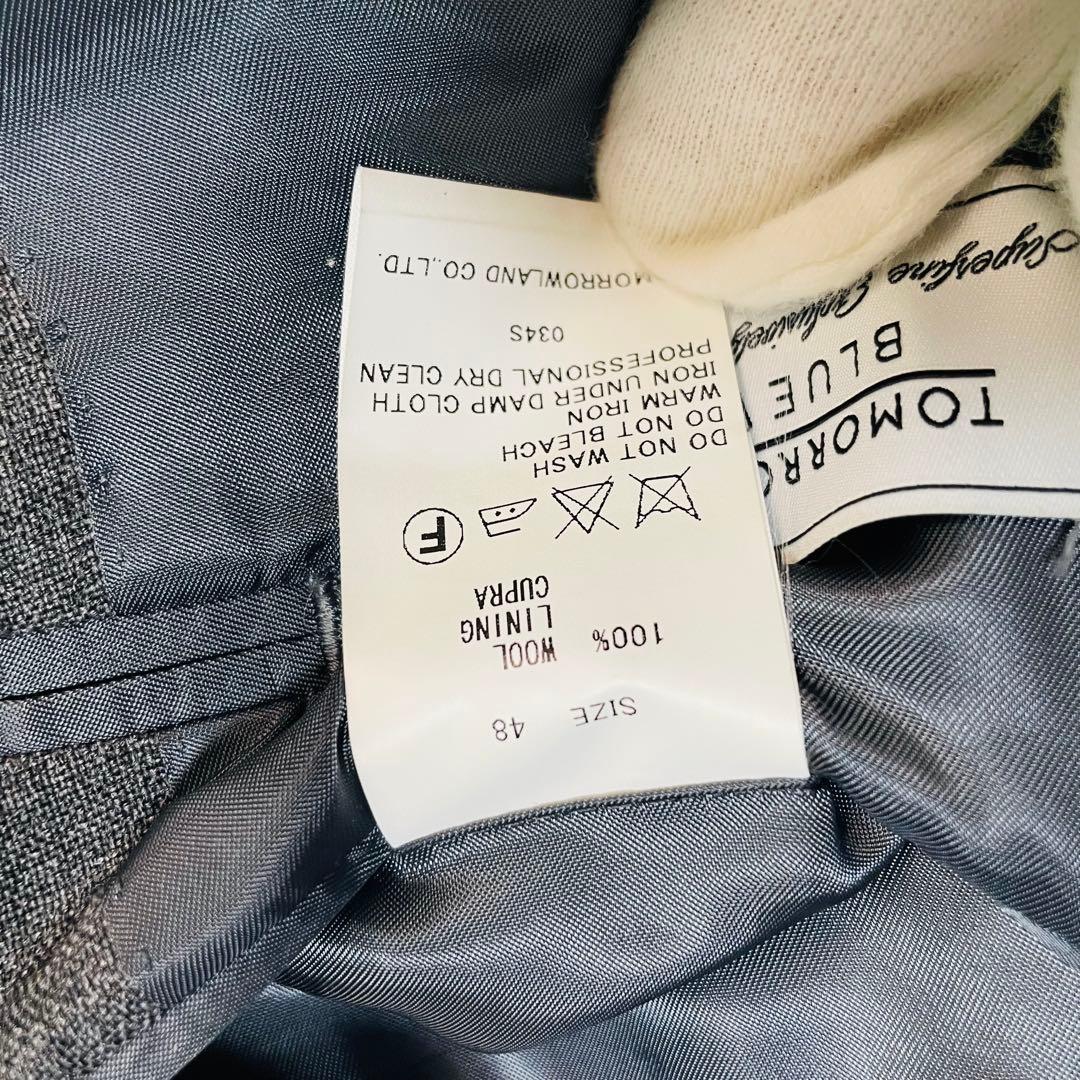 SIZE 48
100% WOOL
LINING
CUPRA
F
DO NOT WASH
DO NOT BLEACH
WARM IRON
IRON UNDER DAMP CLOTH
PROFESSIONAL DRY CLEAN
034S
MORROWLAND CO.,LTD.
TOMORRO
BLUE
Superfine Exclusively